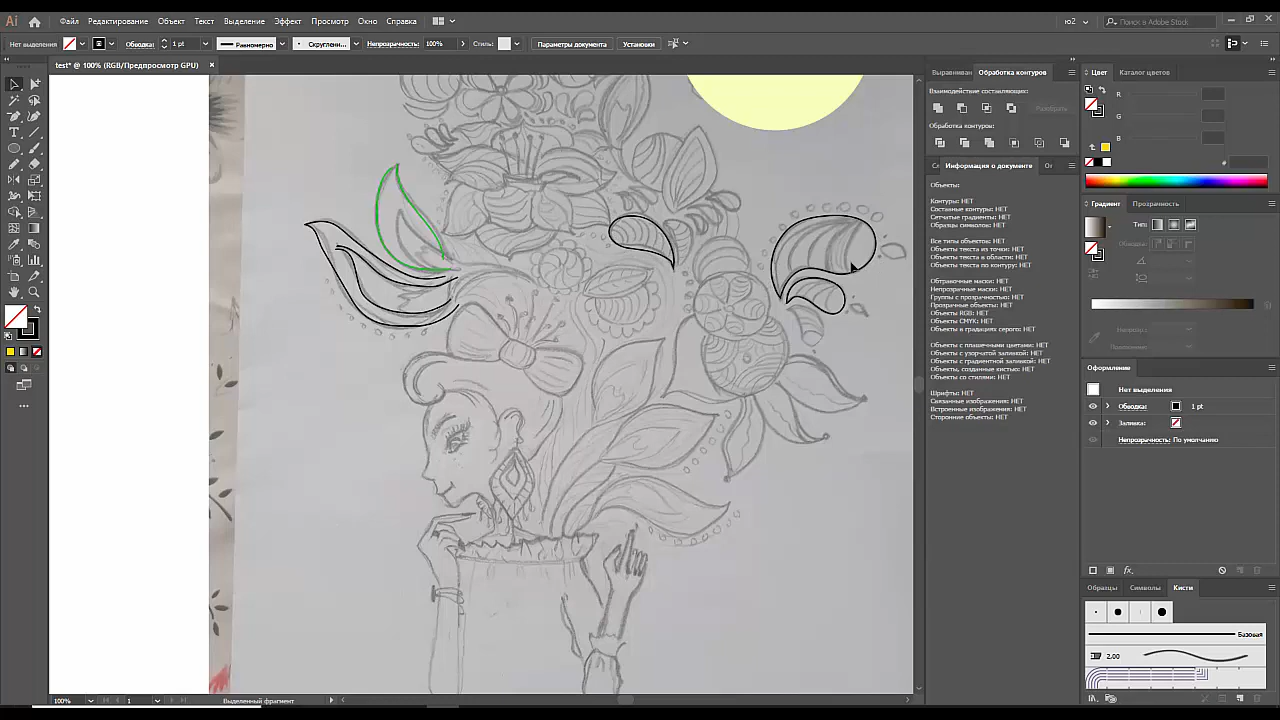 Ai
Файл Редактирование Объект Текст Выделение Эффект Просмотр Окно Справка
Поиск в Adobe Stock
Нет выделения Обводка: 1 pt Равномерно Скруглен... Непрозрачность: 100% Стиль: Параметры документа Установки
test* @ 100% (RGB/Предпросмотр GPU)
Выравниван Обработка контуров
Взаимодействие составляющих:
Разобрать
Обработка контуров:
Информация о документе
Объекты:
Контуры: НЕТ
Составные контуры: НЕТ
Сетчатые градиенты: НЕТ
Образцы символов: НЕТ
Все типы объектов: НЕТ
Объекты текста из точки: НЕТ
Объекты текста в области: НЕТ
Объекты текста по контуру: НЕТ
Обтравочные маски: НЕТ
Непрозрачные маски: НЕТ
Группы с прозрачностью: НЕТ
Прозрачные объекты: НЕТ
Объекты RGB: НЕТ
Объекты CMYK: НЕТ
Объекты в градациях серого: НЕТ
Объекты с плашечными цветами: НЕТ
Объекты с узорчатой заливкой: НЕТ
Объекты с градиентной заливкой: НЕТ
Объекты, созданные кистью: НЕТ
Объекты со стилями: НЕТ
Шрифты: НЕТ
Связанные изображения: НЕТ
Встроенные изображения: НЕТ
Сторонние объекты: НЕТ
Цвет Каталог цветов
R
G
B
#
Градиент Прозрачность
Обводка:
Оформление
Нет выделения
Обводка: 1 pt
Заливка:
Непрозрачность: По умолчанию
Образцы Символы Кисти
Базовая
2.00
100% 1 Выделенный фрагмент